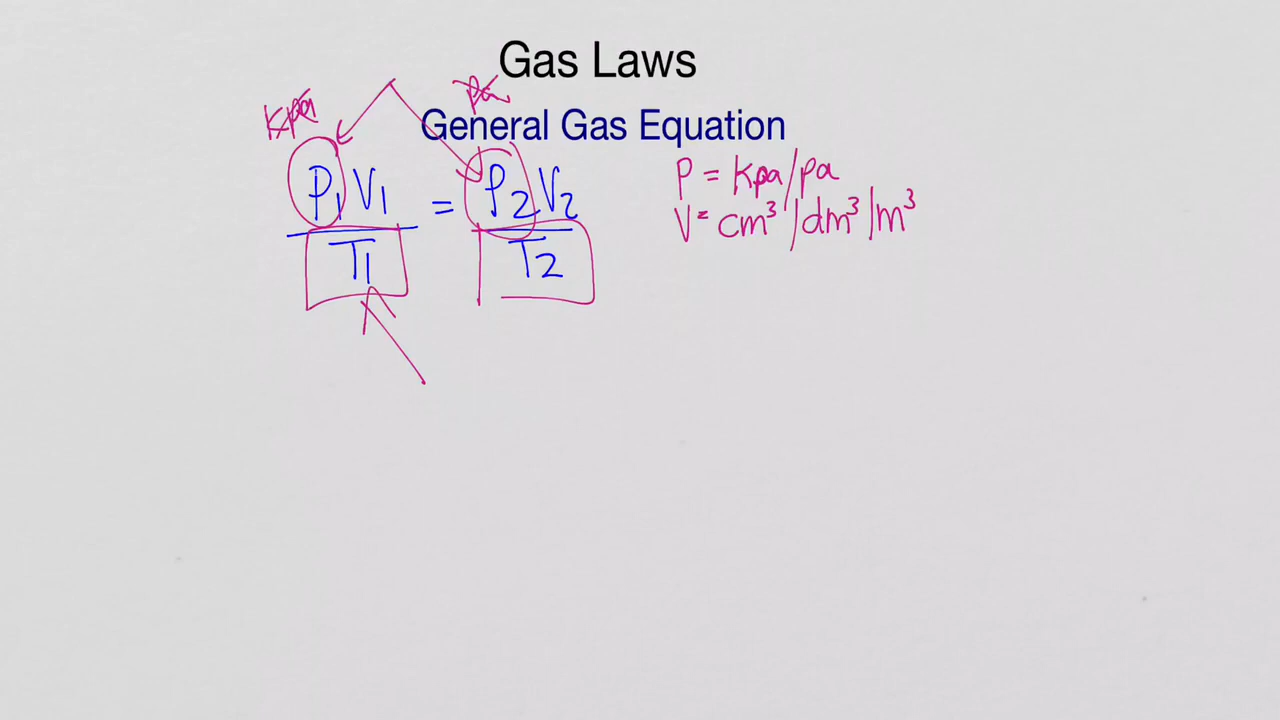 Gas Laws
Kpa pa
General Gas Equation
P₁V₁ / T₁ = P₂V₂ / T₂
P = Kpa/pa
V = cm³/dm³/m³